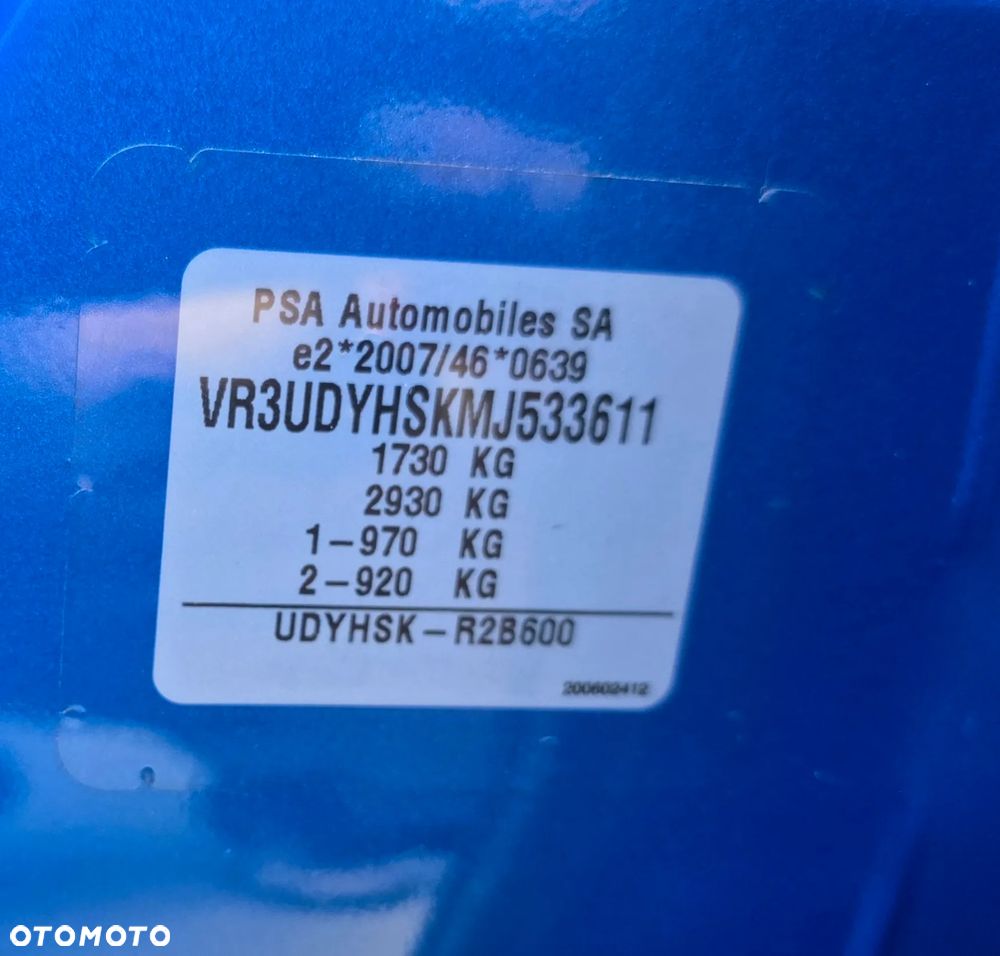 PSA Automobiles SA
e2*2007/46*0639
VR3UDYHSKMJ533611
1730 KG
2930 KG
1-970 KG
2-920 KG
UDYHSK-R2B600
200602412
OTOMOTO